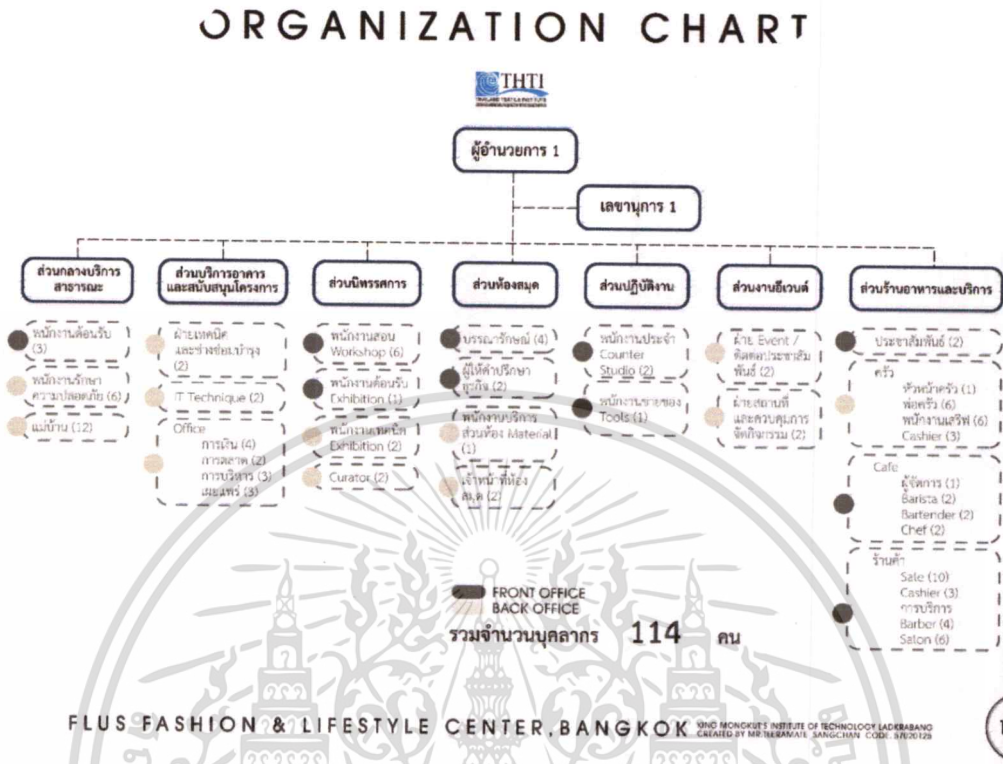 ORGANIZATION CHART
THTI
ผู้อำนวยการ 1
เลขานุการ 1
ส่วนกลางบริการ
สาธารณะ
พนักงานต้อนรับ
(3)
พนักงานรักษา
ความปลอดภัย (6)
แม่บ้าน (12)
ส่วนบริการอาคาร
และสนับสนุนโครงการ
ฝ่ายเทคนิค
และช่างซ่อมบำรุง
(2)
IT Technique (2)
Office
การเงิน (4)
การตลาด (2)
การบริหาร (3)
เผยแพร่ (3)
ส่วนนิทรรศการ
พนักงานสอน
Workshop (6)
พนักงานต้อนรับ
Exhibition (1)
พนักงานเทคนิค
Exhibition (2)
Curator (2)
ส่วนห้องสมุด
บรรณารักษณ์ (4)
ผู้ให้คำปรึกษา
ธุรกิจ (2)
พนักงานบริการ
ส่วนห้อง Material
(1)
เจ้าหน้าที่ห้อง
สมุด (2)
ส่วนปฏิบัติงาน
พนักงานประจำ
Counter
Studio (2)
พนักงานขายของ
Tools (1)
ส่วนงานอีเวนต์
ฝ่าย Event /
ติดต่อประชาสัม
พันธ์ (2)
ฝ่ายสถานที่
และควบคุมการ
จัดกิจกรรม (2)
ส่วนร้านอาหารและบริการ
ประชาสัมพันธ์ (2)
ครัว
หัวหน้าครัว (1)
พ่อครัว (6)
พนักงานเสริฟ (6)
Cashier (3)
Cafe
ผู้จัดการ (1)
Barista (2)
Bartender (2)
Chef (2)
ร้านค้า
Sale (10)
Cashier (3)
การบริการ
Barber (4)
Salon (6)
FRONT OFFICE
BACK OFFICE
รวมจำนวนบุคลากร 114 คน
FLUS FASHION & LIFESTYLE CENTER, BANGKOK
KING MONGKUT'S INSTITUTE OF TECHNOLOGY LADKRABANG
CREATED BY MR.TEERAMATE SANGCHAN CODE. 57020125